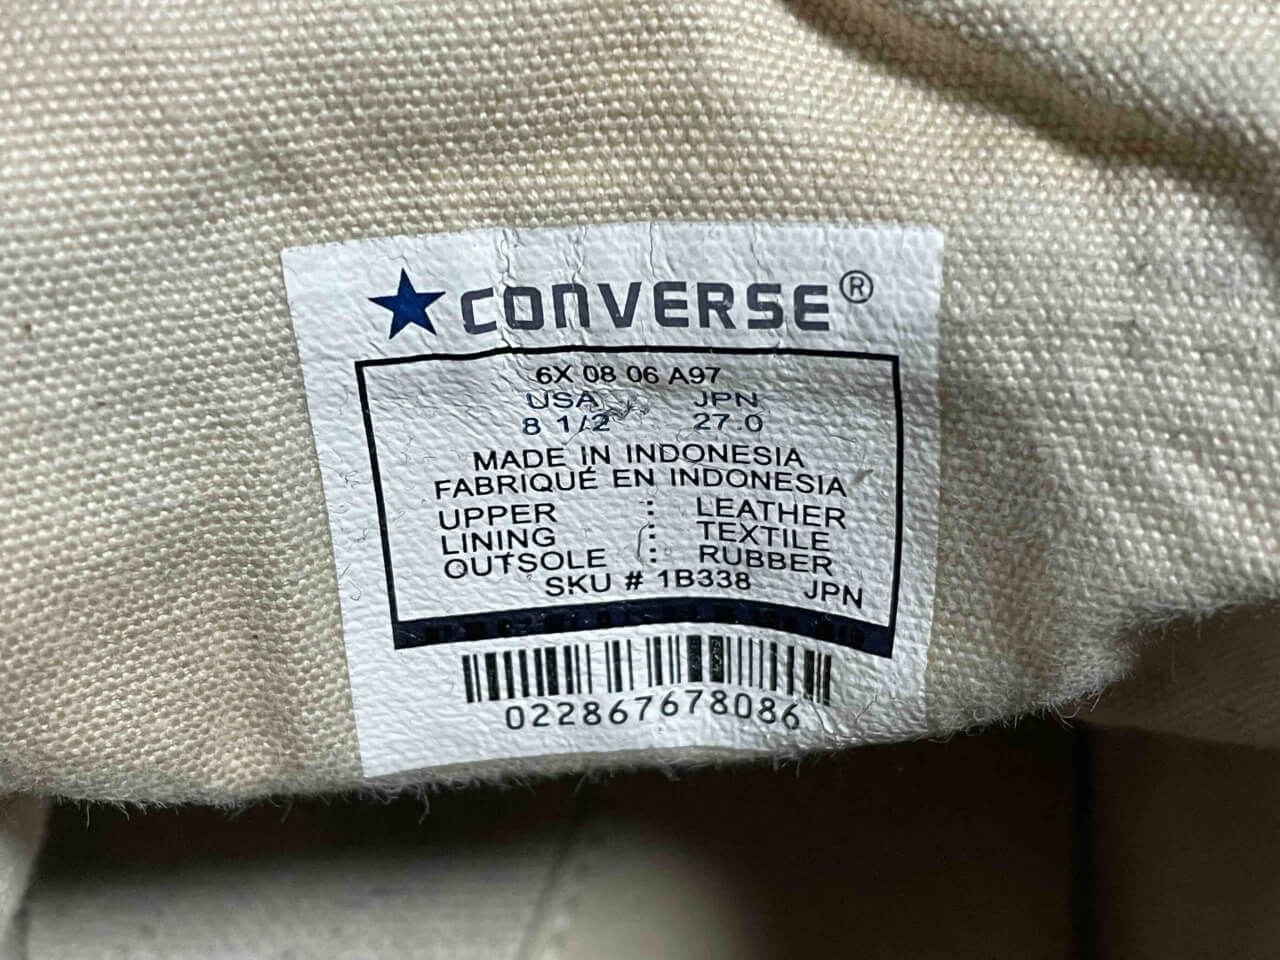 CONVERSE®
6X 08 06 A97
USA JPN
8 1/2 27.0
MADE IN INDONESIA
FABRIQUÉ EN INDONESIA
UPPER : LEATHER
LINING : TEXTILE
OUTSOLE : RUBBER
SKU # 1B338 JPN
022867678086